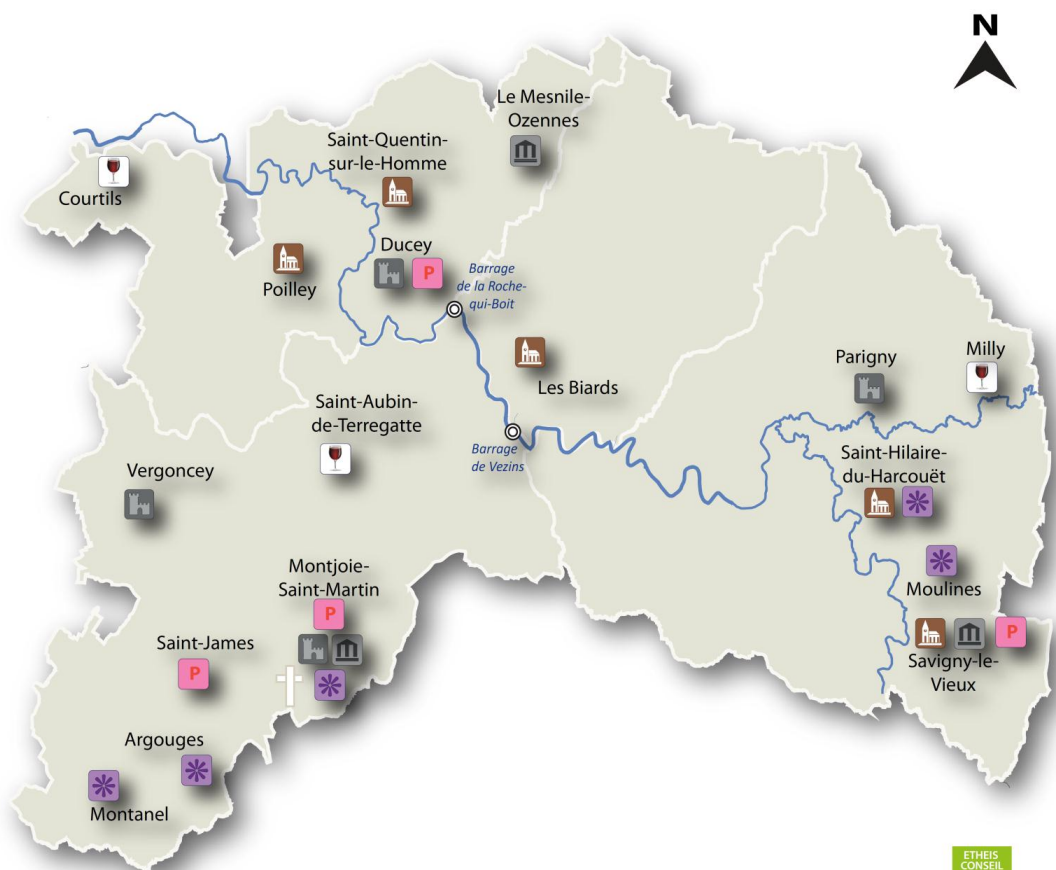 N
Le Mesnile-
Ozennes
Saint-Quentin-
sur-le-Homme
Courtils
Ducey
P
Poilley
Barrage
de la Roche-
qui-Boit
Les Biards
Parigny
Milly
Saint-Aubin-
de-Terregatte
Barrage
de Vezins
Saint-Hilaire-
du-Harcouët
Vergoncey
Montjoie-
Saint-Martin
P
Moulines
Saint-James
P
P
Savigny-le-
Vieux
Argouges
Montanel
ETHEIS
CONSEIL